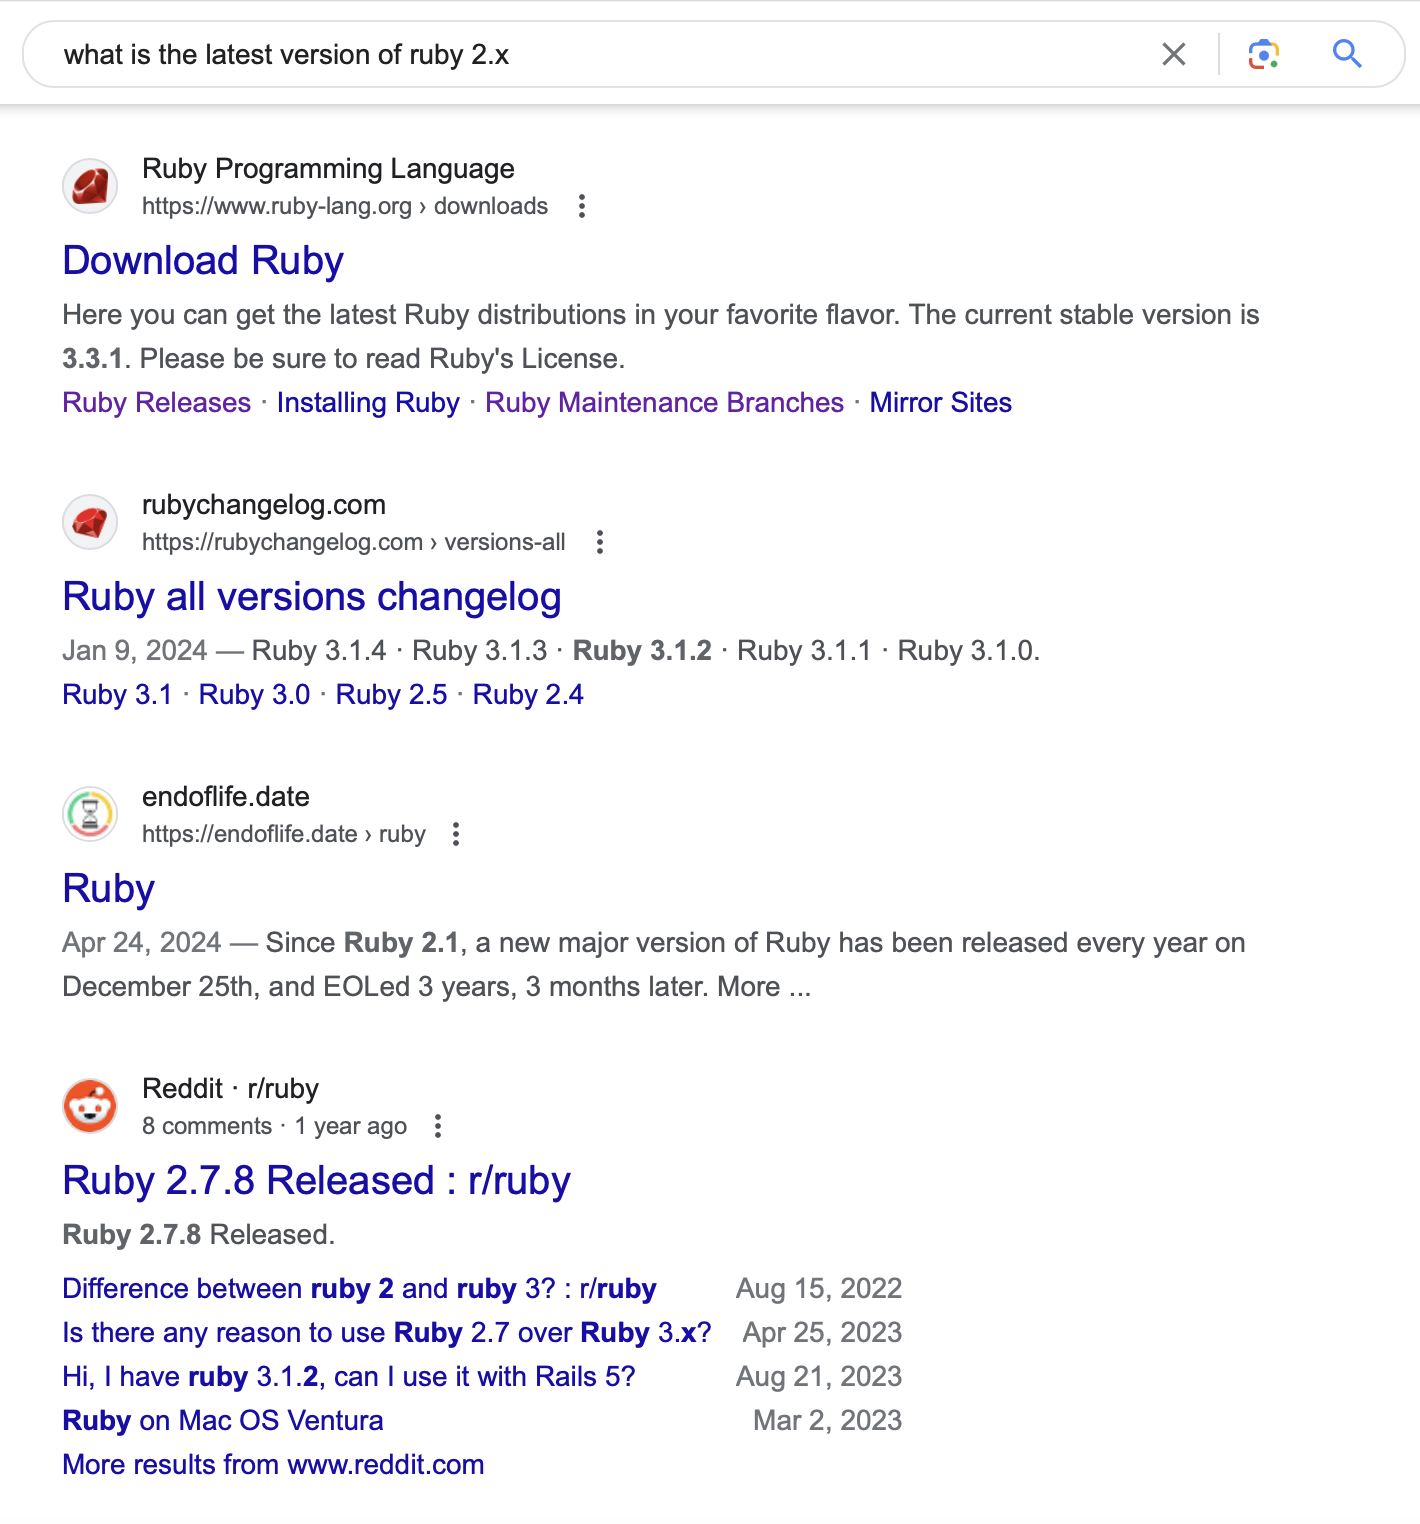 what is the latest version of ruby 2.x
Ruby Programming Language
https://www.ruby-lang.org › downloads
Download Ruby
Here you can get the latest Ruby distributions in your favorite flavor. The current stable version is
3.3.1. Please be sure to read Ruby's License.
Ruby Releases · Installing Ruby · Ruby Maintenance Branches · Mirror Sites
rubychangelog.com
https://rubychangelog.com › versions-all
Ruby all versions changelog
Jan 9, 2024 — Ruby 3.1.4 · Ruby 3.1.3 · Ruby 3.1.2 · Ruby 3.1.1 · Ruby 3.1.0.
Ruby 3.1 · Ruby 3.0 · Ruby 2.5 · Ruby 2.4
endoflife.date
https://endoflife.date › ruby
Ruby
Apr 24, 2024 — Since Ruby 2.1, a new major version of Ruby has been released every year on
December 25th, and EOLed 3 years, 3 months later. More ...
Reddit · r/ruby
8 comments · 1 year ago
Ruby 2.7.8 Released : r/ruby
Ruby 2.7.8 Released.
Difference between ruby 2 and ruby 3? : r/ruby Aug 15, 2022
Is there any reason to use Ruby 2.7 over Ruby 3.x? Apr 25, 2023
Hi, I have ruby 3.1.2, can I use it with Rails 5? Aug 21, 2023
Ruby on Mac OS Ventura Mar 2, 2023
More results from www.reddit.com